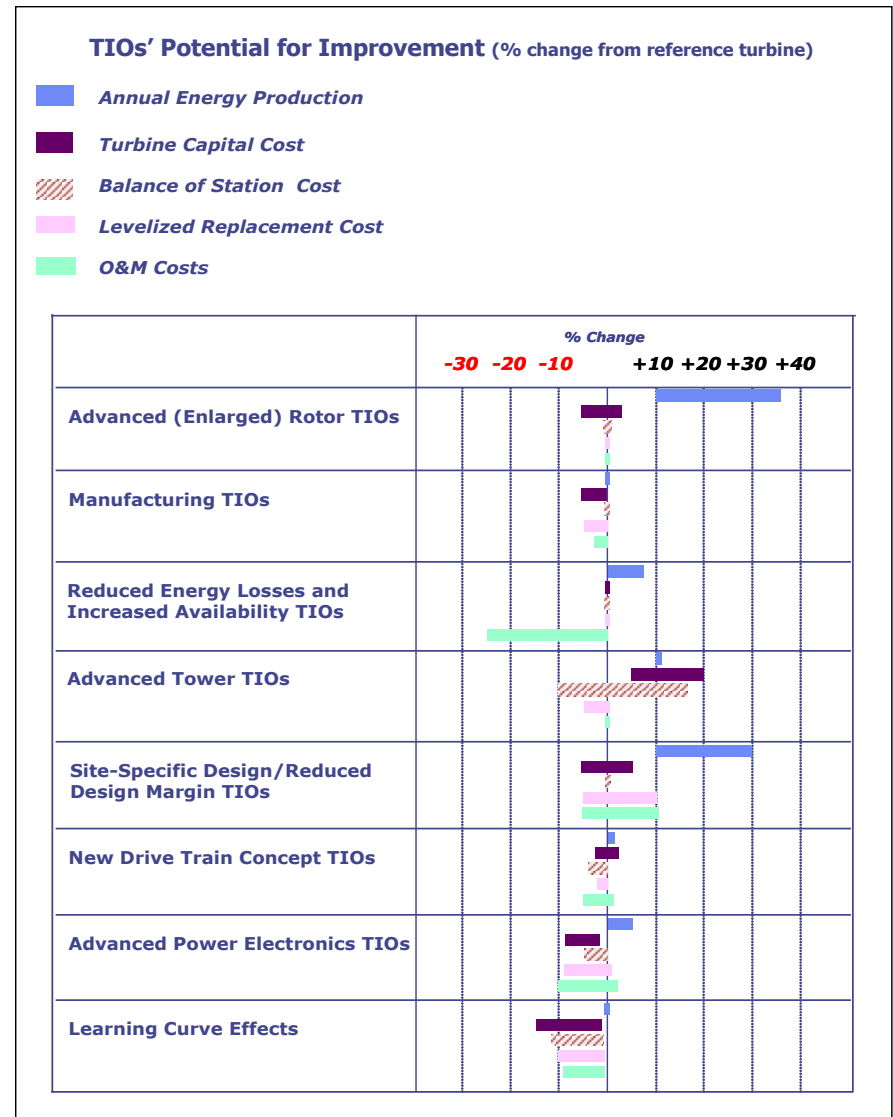 TIOs’ Potential for Improvement (% change from reference turbine)
Annual Energy Production
Turbine Capital Cost
Balance of Station Cost
Levelized Replacement Cost
O&M Costs
% Change
-30 -20 -10 +10 +20 +30 +40
Advanced (Enlarged) Rotor TIOs
Manufacturing TIOs
Reduced Energy Losses and
Increased Availability TIOs
Advanced Tower TIOs
Site-Specific Design/Reduced
Design Margin TIOs
New Drive Train Concept TIOs
Advanced Power Electronics TIOs
Learning Curve Effects